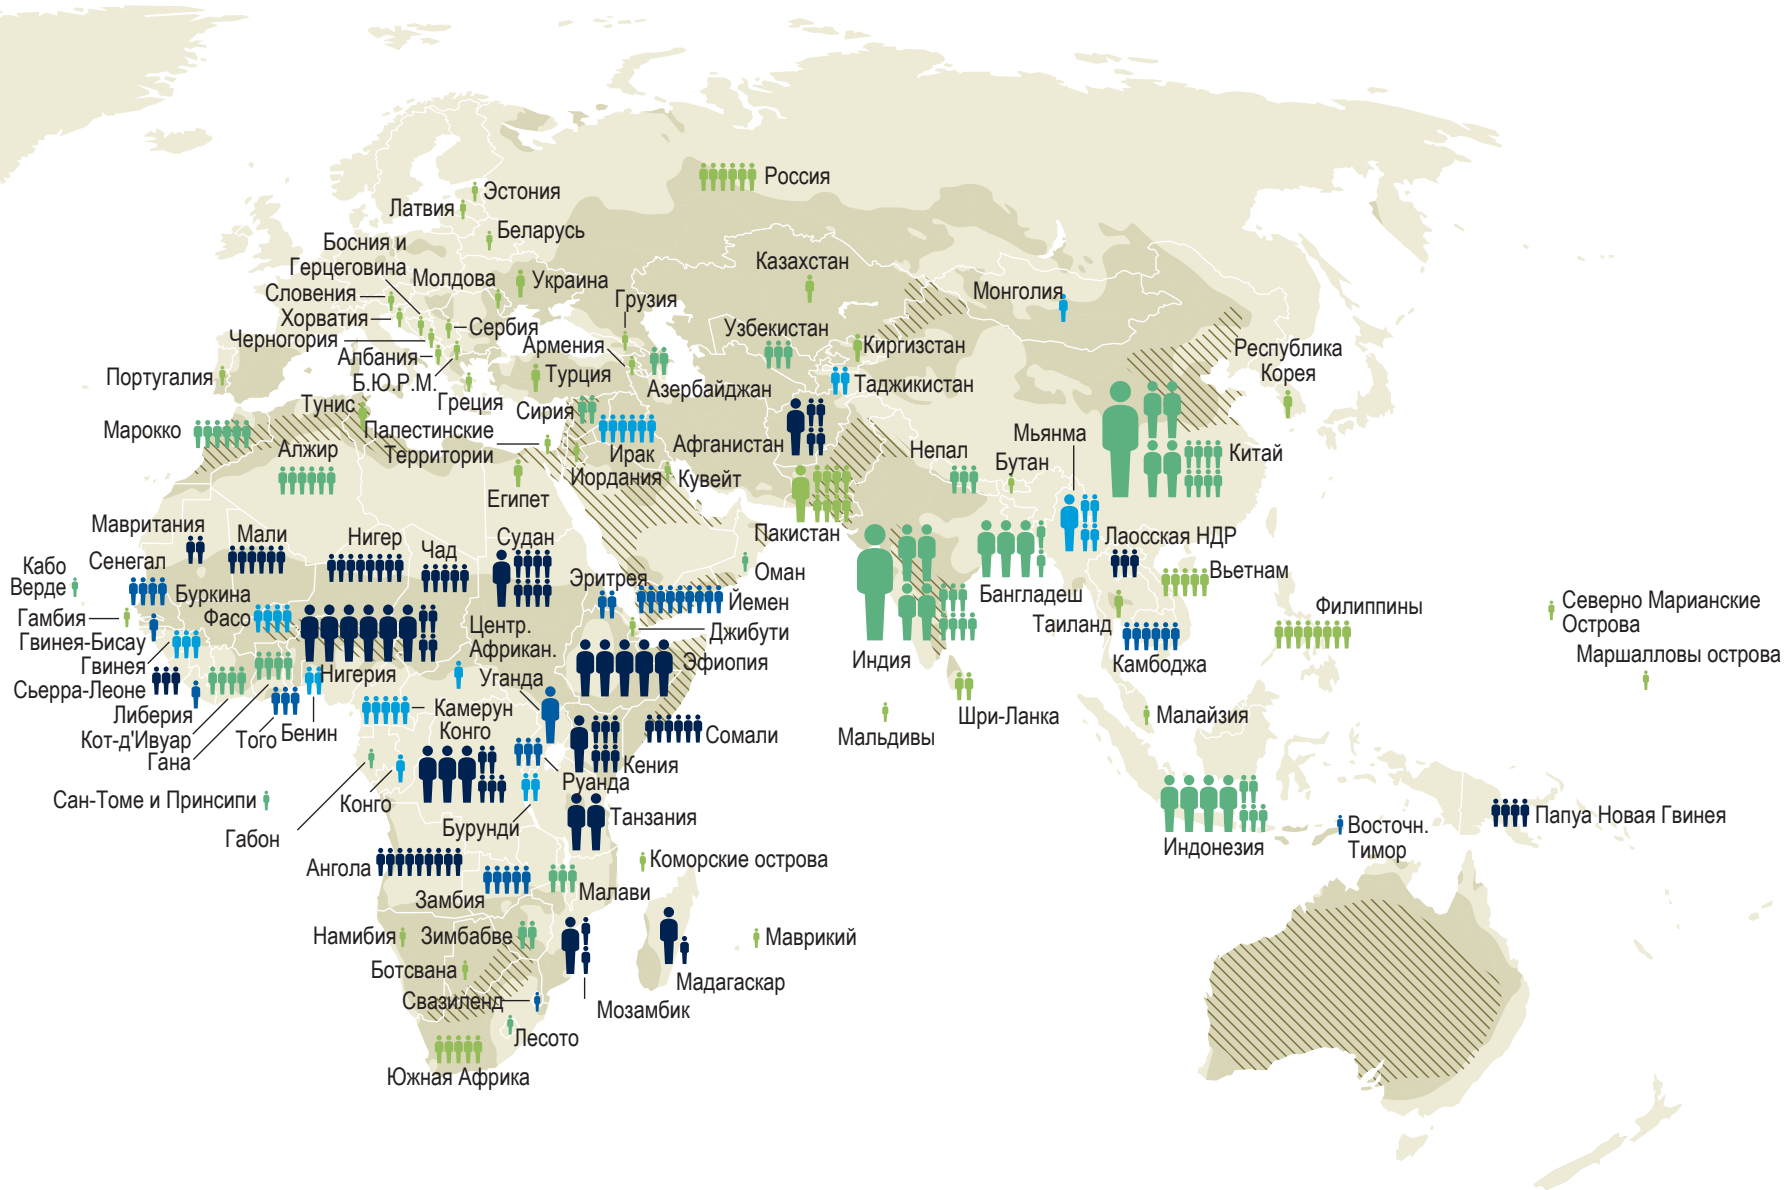 Россия
Эстония
Латвия
Беларусь
Босния и
Герцеговина
Молдова
Украина
Словения
Грузия
Хорватия
Сербия
Черногория
Армения
Албания
Б.Ю.Р.М.
Греция
Турция
Азербайджан
Казахстан
Узбекистан
Киргизстан
Таджикистан
Монголия
Республика
Корея
Португалия
Тунис
Марокко
Алжир
Палестинские
Территории
Сирия
Ирак
Иордания
Кувейт
Египет
Афганистан
Пакистан
Непал
Бутан
Мьянма
Китай
Мавритания
Мали
Нигер
Чад
Судан
Кабо
Верде
Сенегал
Буркина
Фасо
Гамбия
Гвинея-Бисау
Гвинея
Сьерра-Леоне
Либерия
Кот-д'Ивуар
Гана
Того
Бенин
Нигерия
Эритрея
Йемен
Оман
Джибути
Центр.
Африкан.
Эфиопия
Уганда
Камерун
Конго
Сомали
Кения
Руанда
Сан-Томе и Принсипи
Габон
Конго
Бурунди
Танзания
Ангола
Замбия
Малави
Коморские острова
Намибия
Зимбабве
Маврикий
Ботсвана
Свазиленд
Мозамбик
Мадагаскар
Лесото
Южная Африка
Индия
Бангладеш
Лаосская НДР
Вьетнам
Таиланд
Камбоджа
Филиппины
Северно Марианские
Острова
Маршалловы острова
Шри-Ланка
Мальдивы
Малайзия
Индонезия
Восточн.
Тимор
Папуа Новая Гвинея